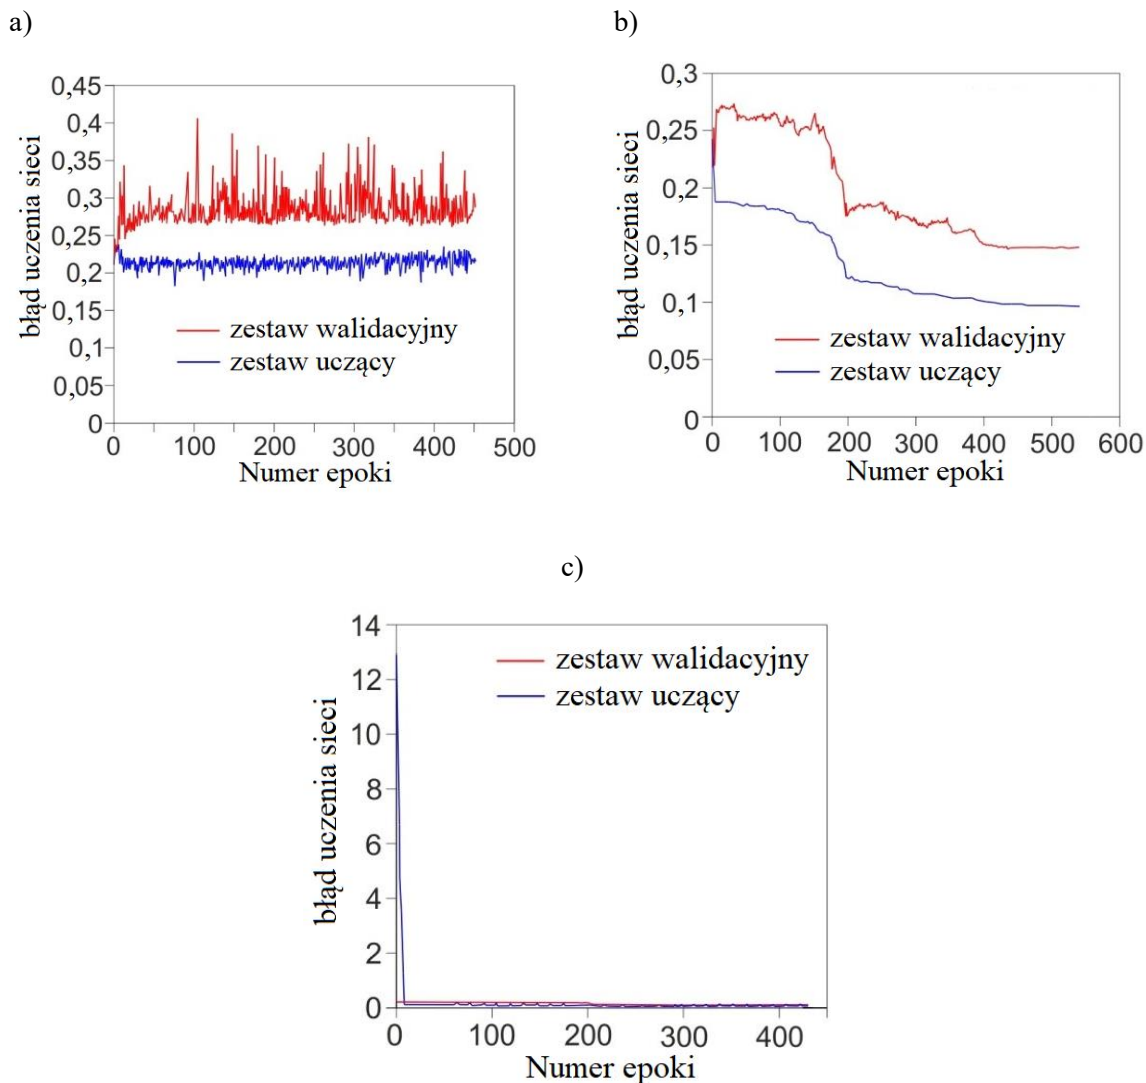 a)
b)
0,45
0,4
0,35
0,3
0,25
0,2
0,15
0,1
0,05
0
błąd uczenia sieci
zestaw walidacyjny
zestaw uczący
0 100 200 300 400 500
Numer epoki
0,3
0,25
0,2
0,15
0,1
0,05
0
błąd uczenia sieci
zestaw walidacyjny
zestaw uczący
0 100 200 300 400 500 600
Numer epoki
c)
14
12
10
8
6
4
2
0
błąd uczenia sieci
zestaw walidacyjny
zestaw uczący
0 100 200 300 400
Numer epoki